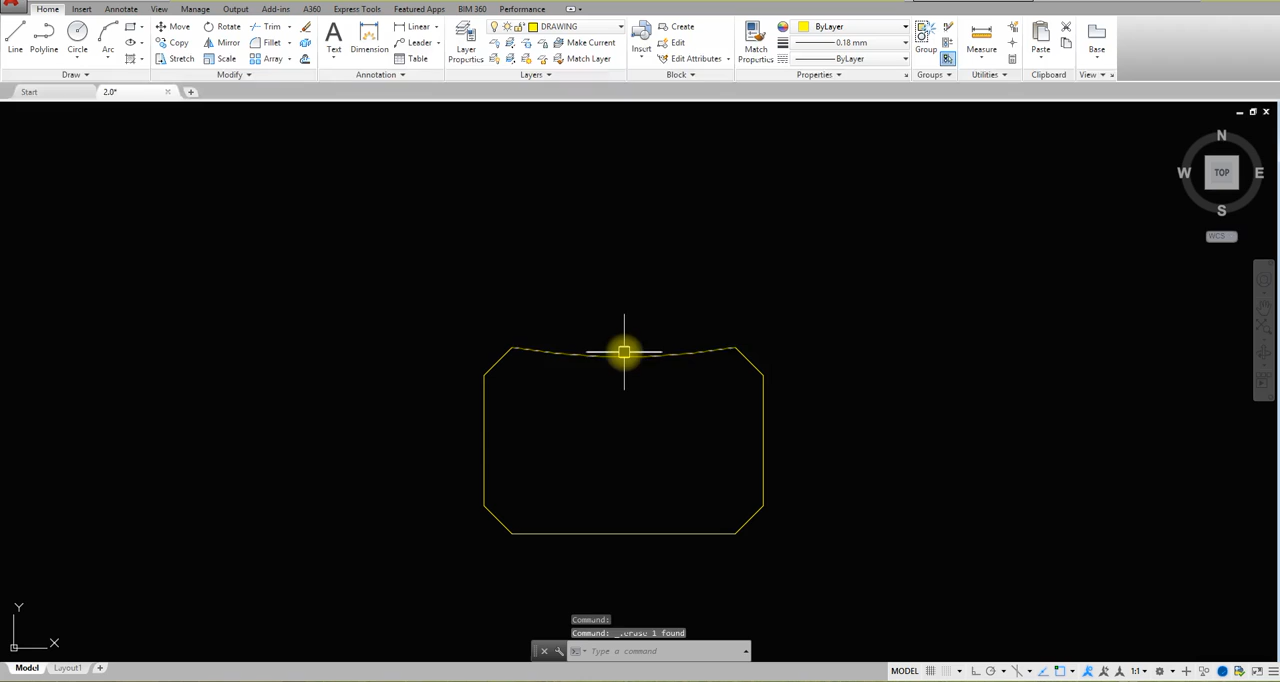 Home Insert Annotate View Manage Output Add-ins A360 Express Tools Featured Apps BIM 360 Performance
Line Polyline Circle Arc
Move Rotate Trim
Copy Mirror Fillet
Stretch Scale Array
Text Dimension
Linear
Leader
Table
Layer Properties
DRAWING
Make Current
Match Layer
Insert
Create
Edit
Edit Attributes
Match Properties
ByLayer
0.18 mm
ByLayer
Group Measure Paste Base
Draw Modify Annotation Layers Block Properties Groups Utilities Clipboard View
Start 2.0*
N
W TOP E
S
WCS
Y
X
Command:
Command: _.erase 1 found
Type a command
Model Layout1
MODEL 1:1